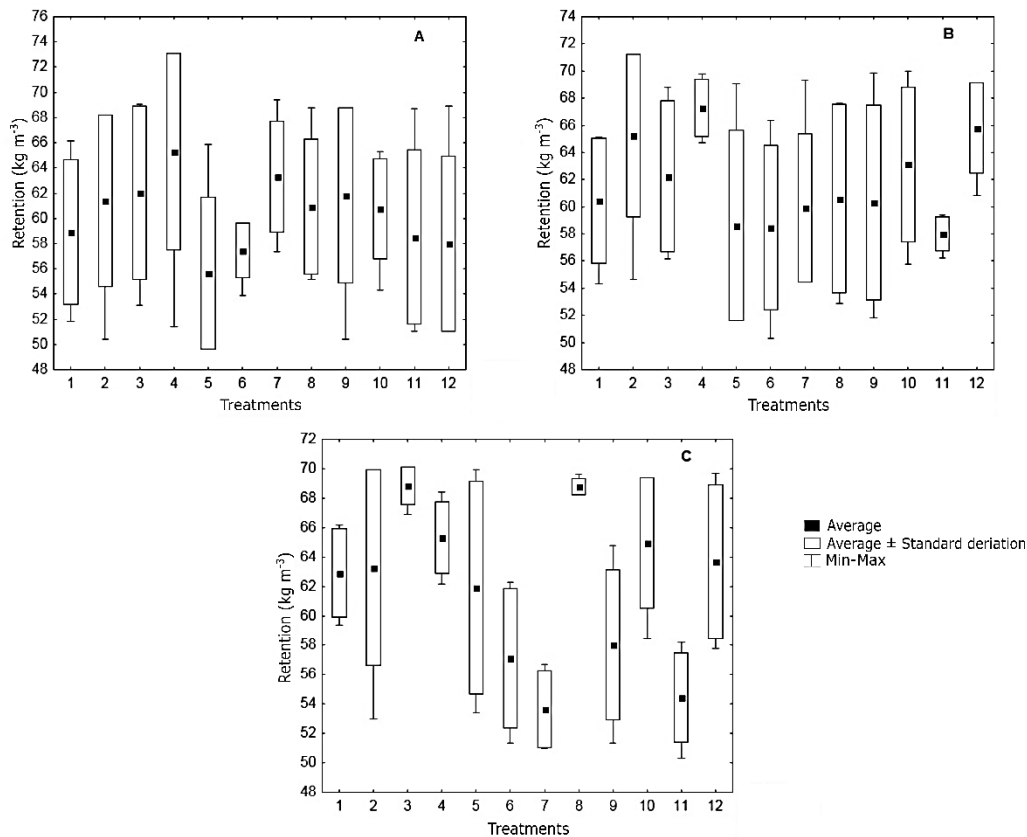 A
Retention (kg m-3)
76
74
72
70
68
66
64
62
60
58
56
54
52
50
48
1 2 3 4 5 6 7 8 9 10 11 12
Treatments
B
Retention (kg m-3)
74
72
70
68
66
64
62
60
58
56
54
52
50
48
1 2 3 4 5 6 7 8 9 10 11 12
Treatments
C
Retention (kg m-3)
74
72
70
68
66
64
62
60
58
56
54
52
50
48
1 2 3 4 5 6 7 8 9 10 11 12
Treatments
Average
Average ± Standard deriation
Min-Max